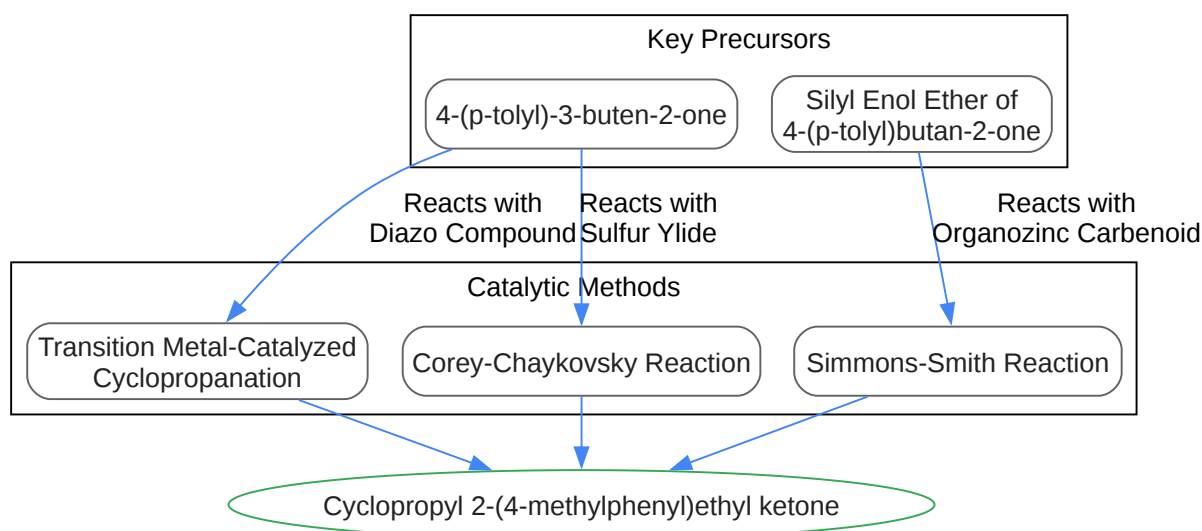 Key Precursors
4-(p-tolyl)-3-buten-2-one
Silyl Enol Ether of
4-(p-tolyl)butan-2-one
Reacts with
Diazo Compound
Reacts with
Sulfur Ylide
Reacts with
Organozinc Carbenoid
Catalytic Methods
Transition Metal-Catalyzed
Cyclopropanation
Corey-Chaykovsky Reaction
Simmons-Smith Reaction
Cyclopropyl 2-(4-methylphenyl)ethyl ketone